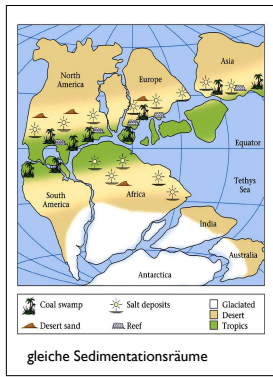 North
America
Europe
Asia
Equator
Tethys
Sea
South
America
Africa
India
Australia
Antarctica
Coal swamp
Salt deposits
Glaciated
Desert
Desert sand
Reef
Tropics
gleiche Sedimentationsräume